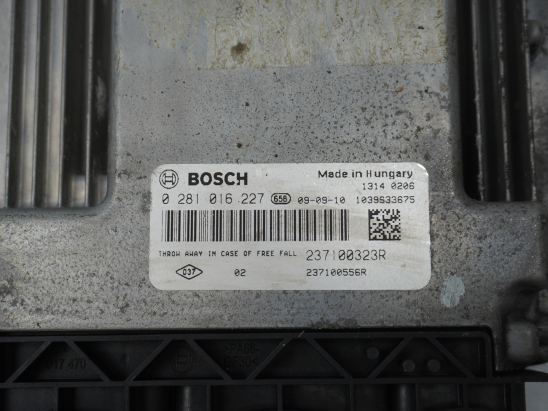 BOSCH Made in Hungary
1314 0206
0 281 016 227 658 09-09-10 1039S33675
THROW AWAY IN CASE OF FREE FALL 237100323R
D37 02 237100556R